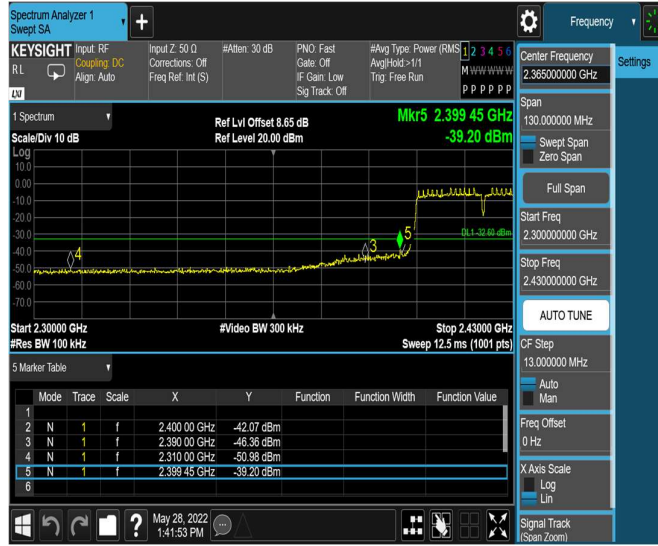 Spectrum Analyzer 1
Swept SA
+
Frequency
KEYSIGHT
RL
LXI
Input: RF
Coupling: DC
Align: Auto
Input Z: 50 Ω
Corrections: Off
Freq Ref: Int (S)
#Atten: 30 dB
PNO: Fast
Gate: Off
IF Gain: Low
Sig Track: Off
#Avg Type: Power (RMS
Avg|Hold:>1/1
Trig: Free Run
1 2 3 4 5 6
M W W W W W
P P P P P P
1 Spectrum
Scale/Div 10 dB
Ref Lvl Offset 8.65 dB
Ref Level 20.00 dBm
Mkr5 2.399 45 GHz
-39.20 dBm
Log
10.0
0.00
-10.0
-20.0
-30.0
-40.0
-50.0
-60.0
-70.0
4
3
5
DL1 -32.60 dBm
Start 2.30000 GHz
#Res BW 100 kHz
#Video BW 300 kHz
Stop 2.43000 GHz
Sweep 12.5 ms (1001 pts)
5 Marker Table
Mode Trace Scale X Y Function Function Width Function Value
1
2 N 1 f 2.400 00 GHz -42.07 dBm
3 N 1 f 2.390 00 GHz -46.36 dBm
4 N 1 f 2.310 00 GHz -50.98 dBm
5 N 1 f 2.399 45 GHz -39.20 dBm
6
?
May 28, 2022
1:41:53 PM
Settings
Center Frequency
2.365000000 GHz
Span
130.000000 MHz
Swept Span
Zero Span
Full Span
Start Freq
2.300000000 GHz
Stop Freq
2.430000000 GHz
AUTO TUNE
CF Step
13.000000 MHz
Auto
Man
Freq Offset
0 Hz
X Axis Scale
Log
Lin
Signal Track
(Span Zoom)